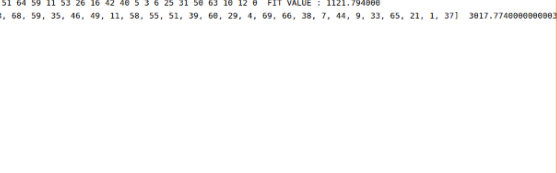 51 64 59 11 53 26 16 42 40 5 3 6 25 31 50 63 10 12 0 FIT VALUE : 1121.794000
, 68, 59, 35, 46, 49, 11, 58, 55, 51, 39, 60, 29, 4, 69, 66, 38, 7, 44, 9, 33, 65, 21, 1, 37] 3017.7740000000003